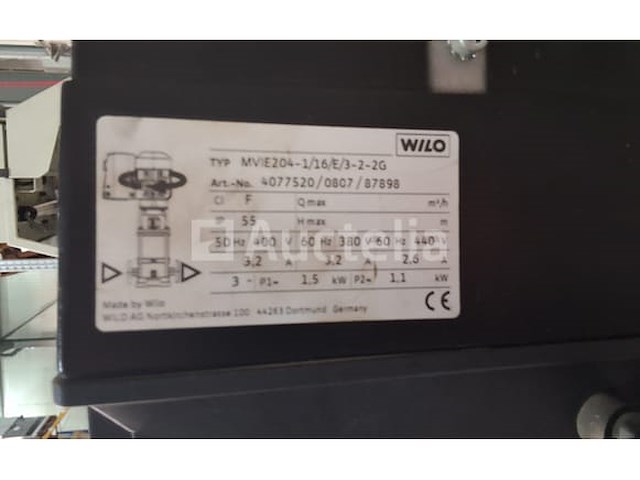 WILO
TYP MVIE204-1/16/E/3-2-2G
Art.-No. 4077520/0807/87898
Cl F Q max m³/h
IP 55 H max m
50 Hz 400 V 60 Hz 380 V 60 Hz 440 V
3,2 A 3,2 A 2,6 A
3~ P1= 1,5 kW P2= 1,1 kW
Made by Wilo
WILO AG Nortkirchenstrasse 100 44263 Dortmund Germany
CE
Auctelia